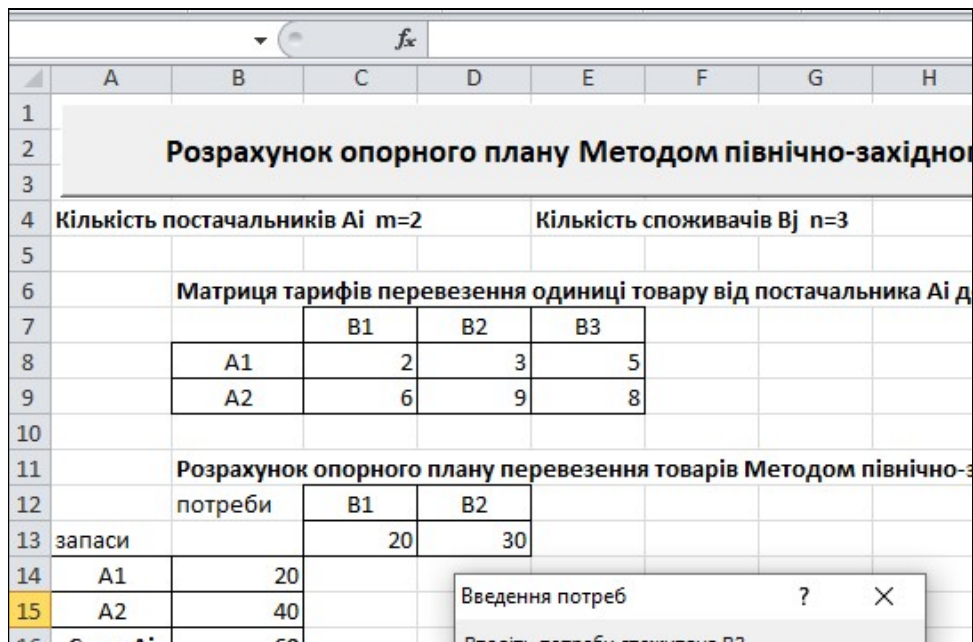 fx
A B C D E F G H
1
2 Розрахунок опорного плану Методом північно-західно
3
4 Кількість постачальників Ai m=2 Кількість споживачів Bj n=3
5
6 Матриця тарифів перевезення одиниці товару від постачальника Ai д
7 B1 B2 B3
8 A1 2 3 5
9 A2 6 9 8
10
11 Розрахунок опорного плану перевезення товарів Методом північно-з
12 потреби B1 B2
13 запаси 20 30
14 A1 20
Введення потреб ? ×
15 A2 40
16 60